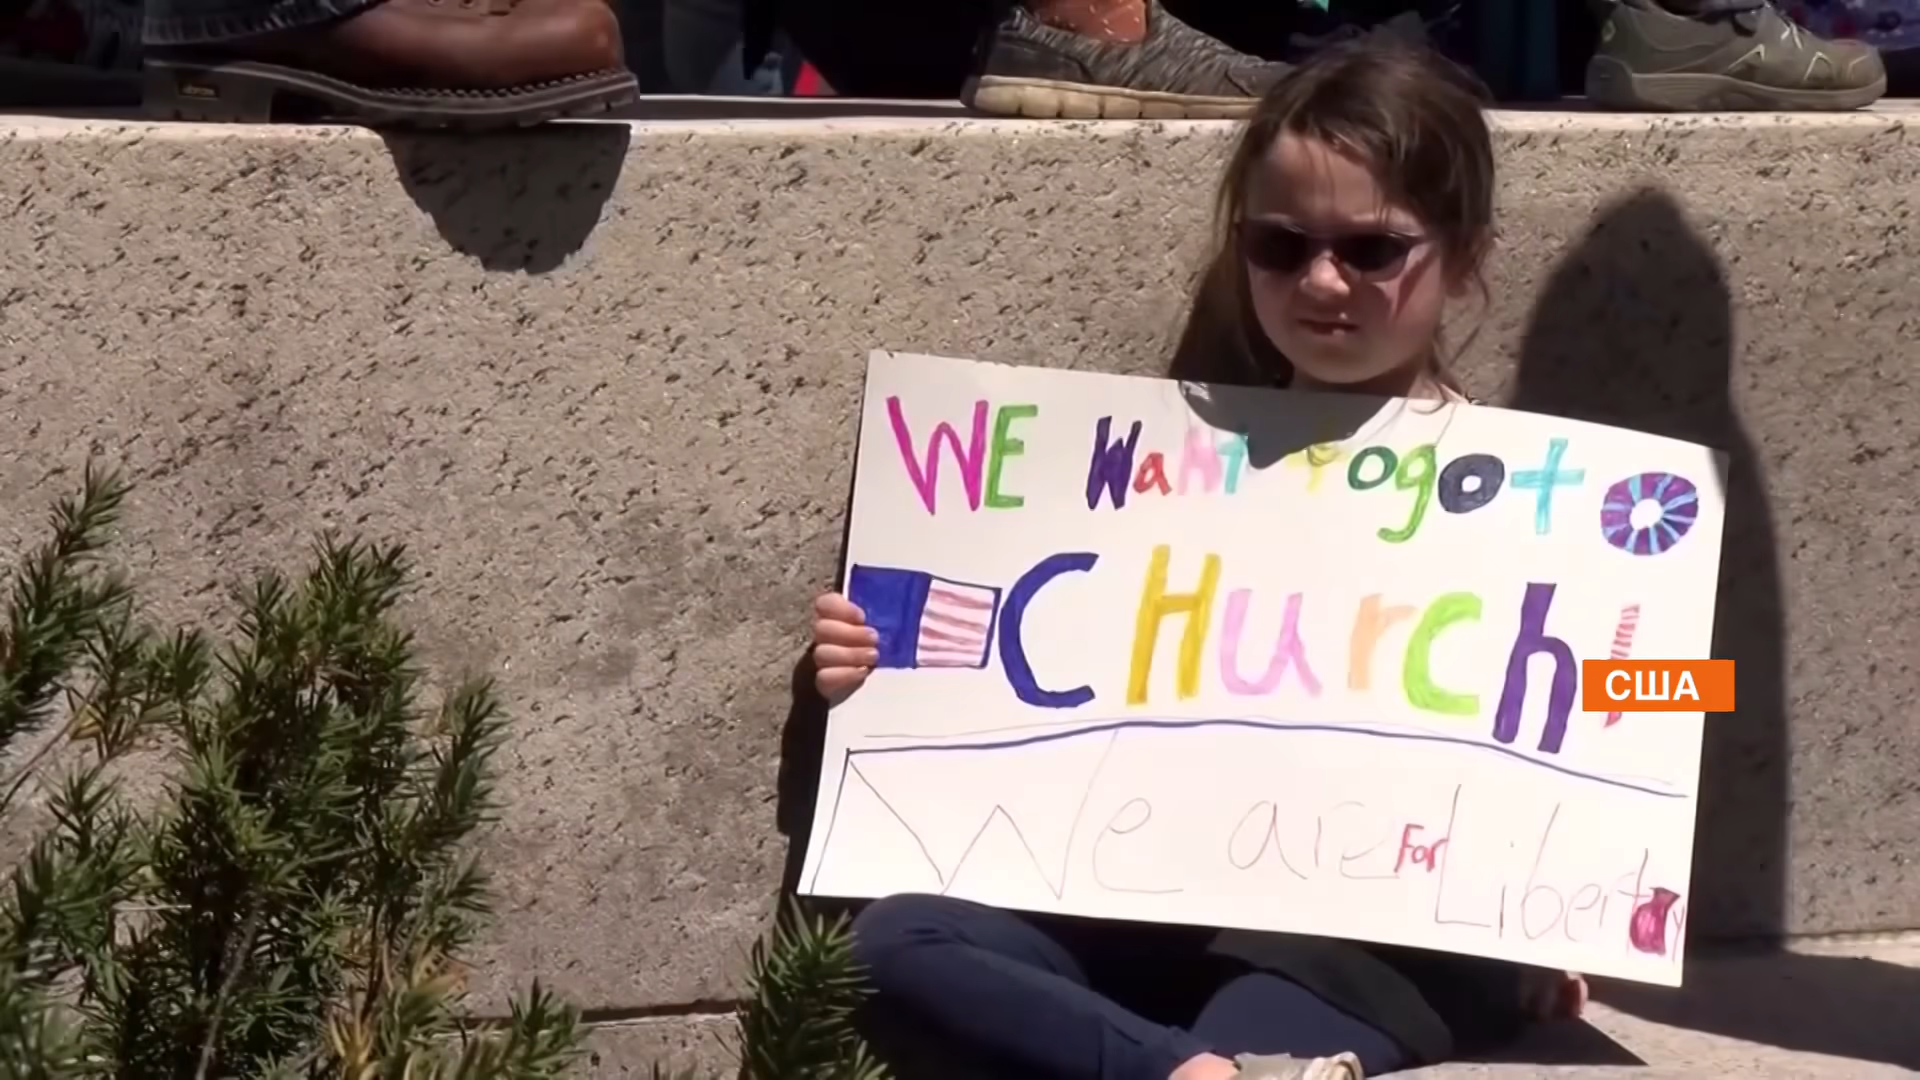 WE Want To go to
CHurch!
США
We are For Liberty